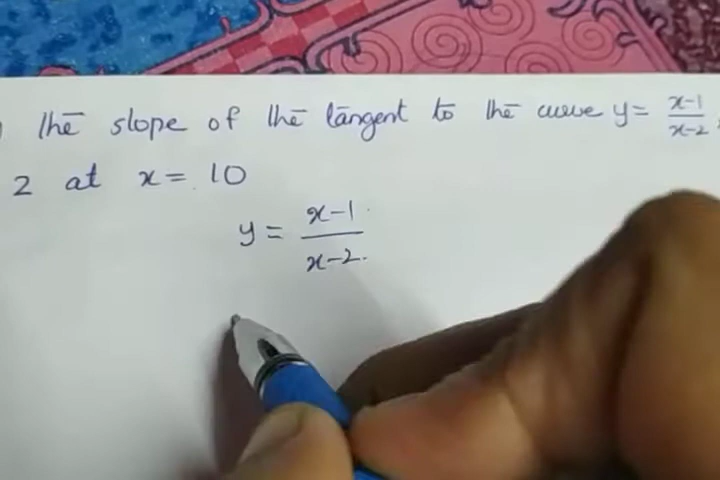 the slope of the tangent to the curve y = x-1/x-2,
2 at x = 10
y = x-1/x-2.